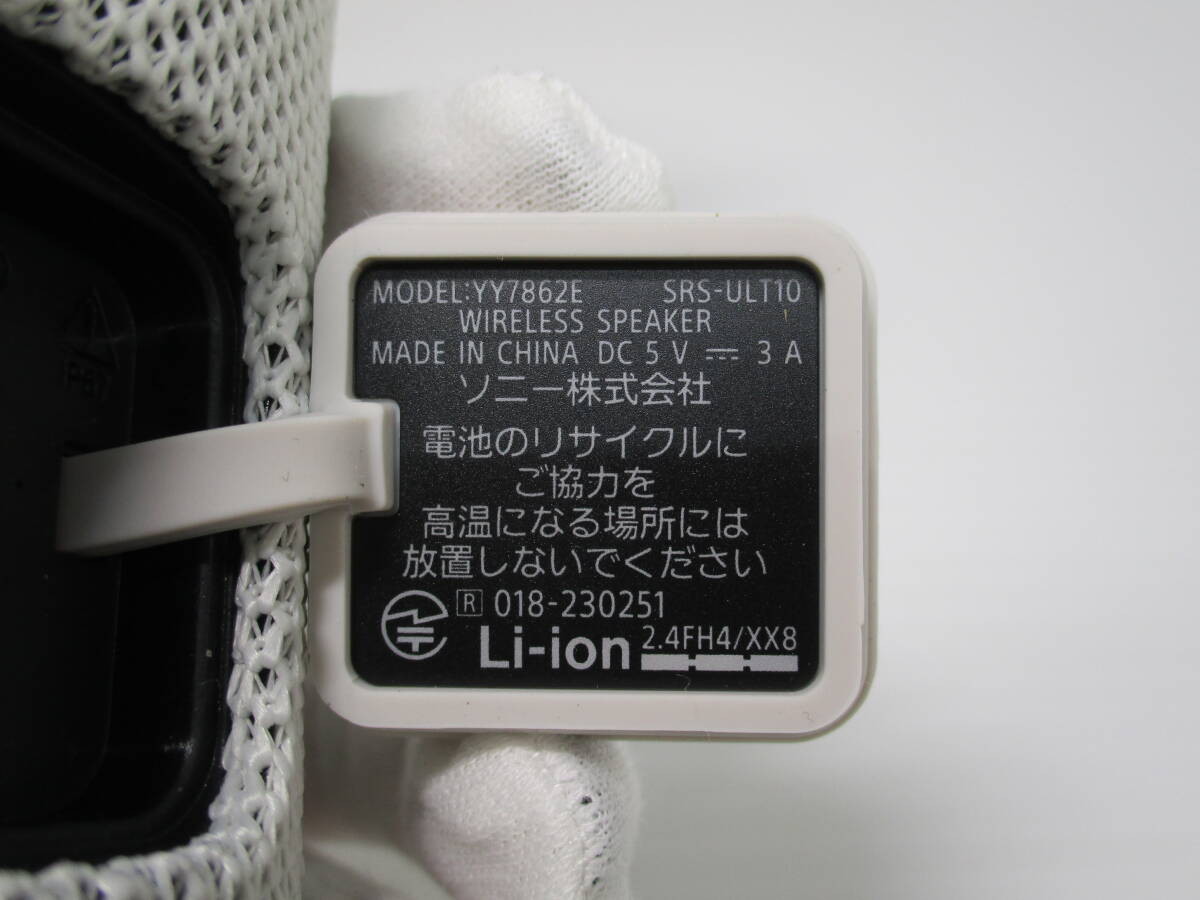 MODEL:YY7862E SRS-ULT10
WIRELESS SPEAKER
MADE IN CHINA DC 5 V ⎓ 3 A
ソニー株式会社
電池のリサイクルに
ご協力を
高温になる場所には
放置しないでください
R 018-230251
Li-ion 2.4FH4/XX8